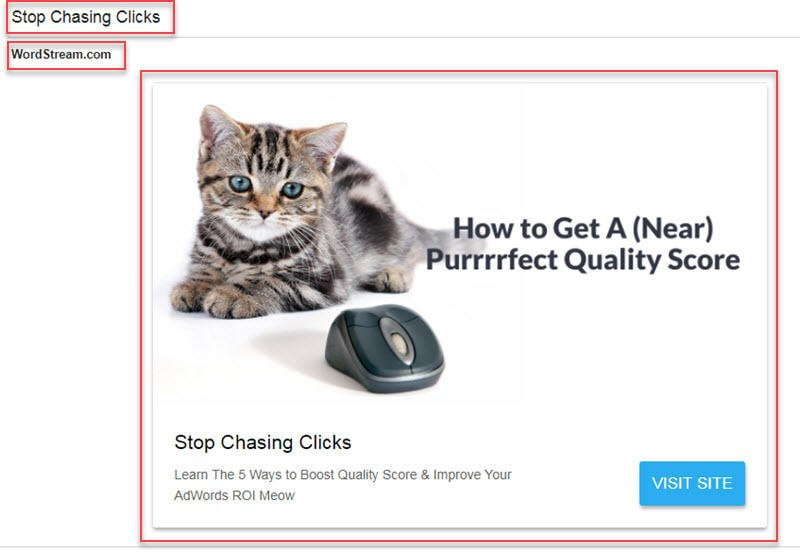 Stop Chasing Clicks
WordStream.com
How to Get A (Near)
Purrrrfect Quality Score
Stop Chasing Clicks
Learn The 5 Ways to Boost Quality Score & Improve Your
AdWords ROI Meow
VISIT SITE